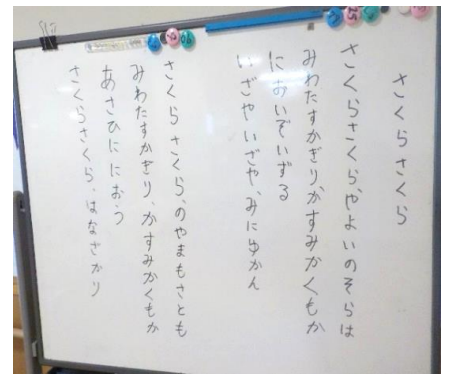 さくらさくら
さくらさくら、やよいのそらは
みわたすかぎり、かすみかくもか
においぞいずる
いざやいざや、みにゆかん
さくらさくら、のやまもさとも
みわたすかぎり、かすみかくもか
あさひににおう
さくらさくら、はなざかり